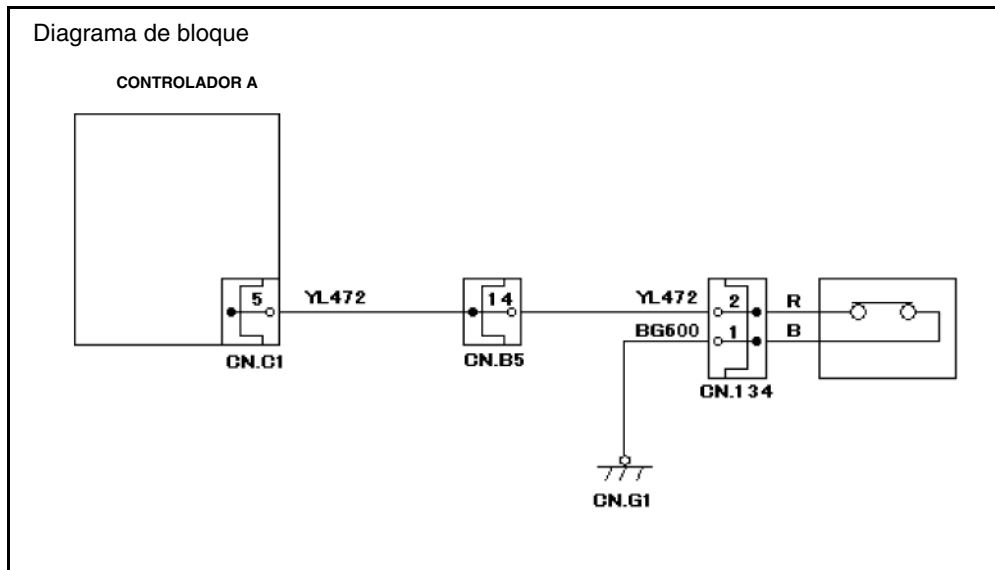 Diagrama de bloque
CONTROLADOR A
5
YL472
14
YL472
2
R
BG600
1
B
CN.C1
CN.B5
CN.134
CN.G1